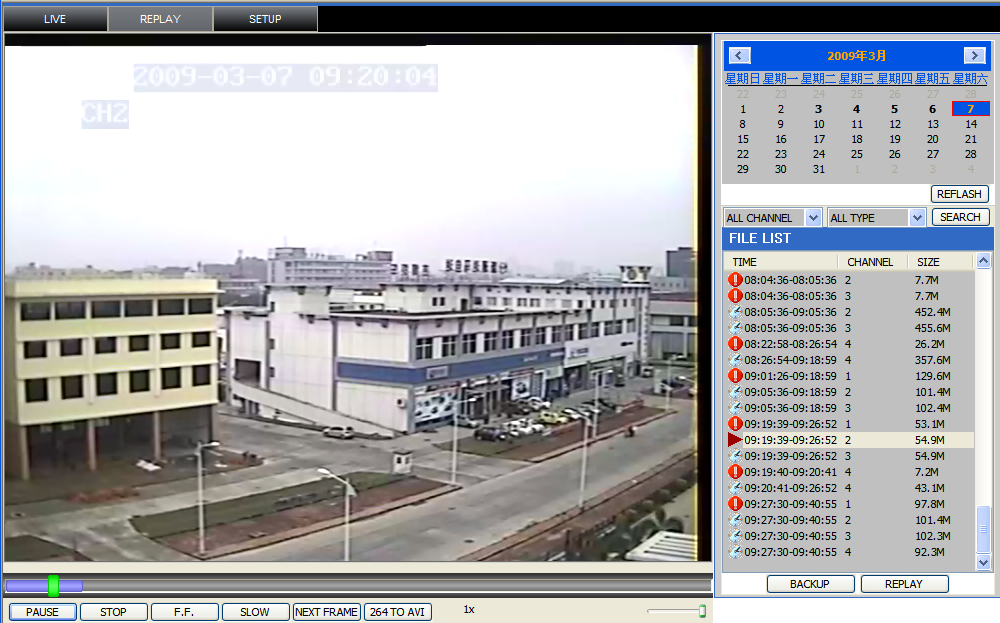 LIVE REPLAY SETUP
2009-03-07 09:20:04
CH2
2009年3月
星期日 星期一 星期二 星期三 星期四 星期五 星期六
22 23 24 25 26 27 28
1 2 3 4 5 6 7
8 9 10 11 12 13 14
15 16 17 18 19 20 21
22 23 24 25 26 27 28
29 30 31 1 2 3 4
REFLASH
ALL CHANNEL ALL TYPE SEARCH
FILE LIST
TIME CHANNEL SIZE
08:04:36-08:05:36 2 7.7M
08:04:36-08:05:36 3 7.7M
08:05:36-09:05:36 2 452.4M
08:05:36-09:05:36 3 455.6M
08:22:58-08:26:54 4 26.2M
08:26:54-09:18:59 4 357.6M
09:01:26-09:18:59 1 129.6M
09:05:36-09:18:59 2 101.4M
09:05:36-09:18:59 3 102.4M
09:19:39-09:26:52 1 53.1M
09:19:39-09:26:52 2 54.9M
09:19:39-09:26:52 3 54.9M
09:19:40-09:20:41 4 7.2M
09:20:41-09:26:52 4 43.1M
09:27:30-09:40:55 1 97.8M
09:27:30-09:40:55 2 101.4M
09:27:30-09:40:55 3 102.3M
09:27:30-09:40:55 4 92.3M
BACKUP REPLAY
PAUSE STOP F.F. SLOW NEXT FRAME 264 TO AVI 1x